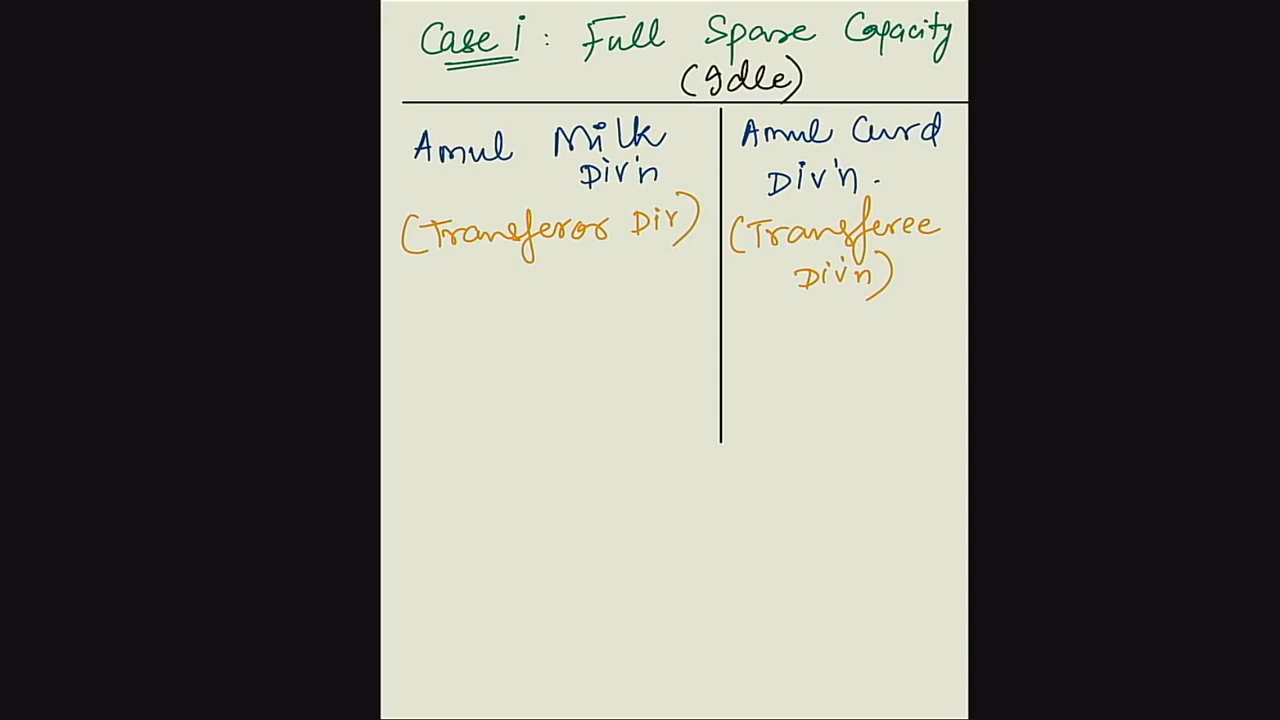 Case i : Full Spare Capacity
(Idle)
Amul Milk Div'n
(Transferor Div)
Amul Curd
Div'n.
(Transferee
Div'n)